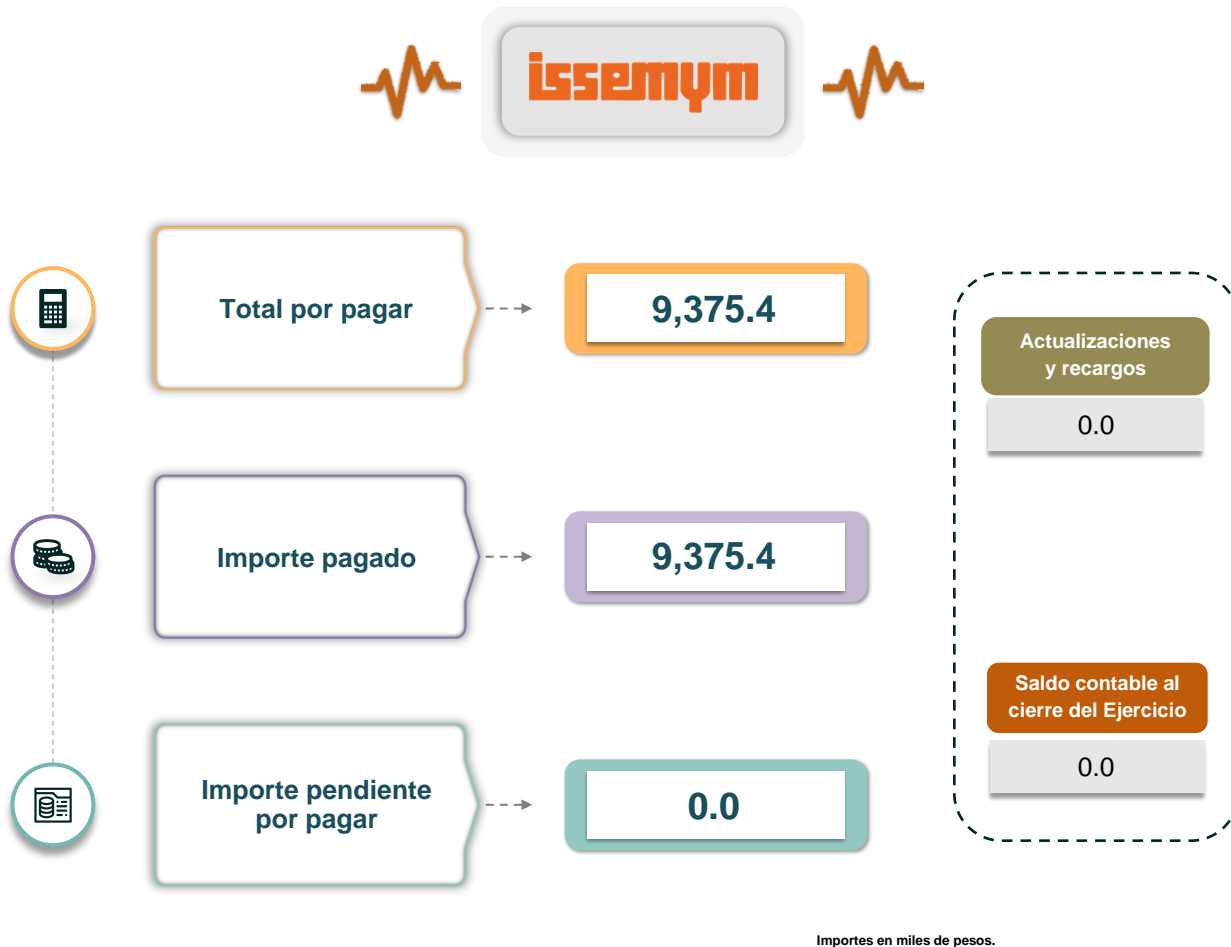 issemym
Total por pagar
9,375.4
Actualizaciones
y recargos
0.0
Importe pagado
9,375.4
Saldo contable al
cierre del Ejercicio
0.0
Importe pendiente
por pagar
0.0
Importes en miles de pesos.